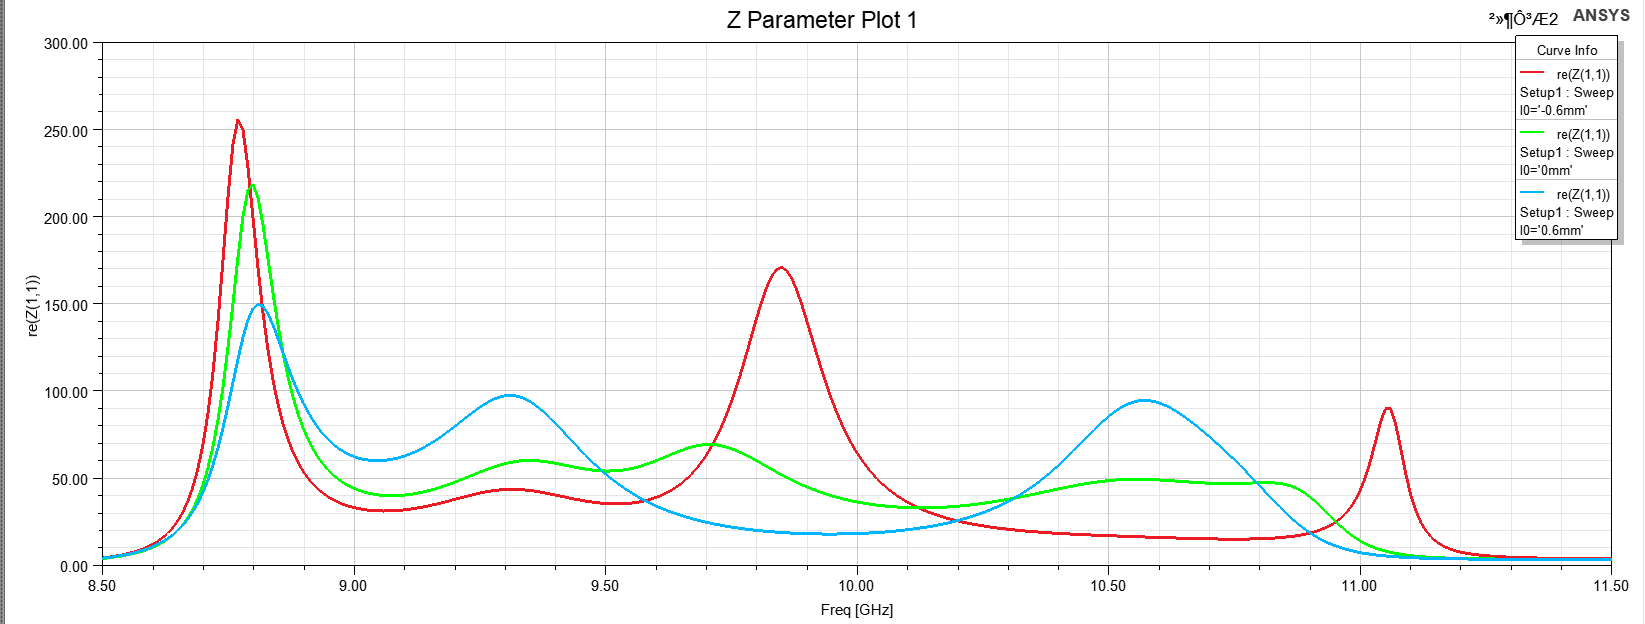 Z Parameter Plot 1
²»¶Ô³Æ2
ANSYS
300.00
250.00
200.00
150.00
100.00
50.00
0.00
re(Z(1,1))
8.50 9.00 9.50 10.00 10.50 11.00 11.50
Freq [GHz]
Curve Info
re(Z(1,1))
Setup1 : Sweep
l0='-0.6mm'
re(Z(1,1))
Setup1 : Sweep
l0='0mm'
re(Z(1,1))
Setup1 : Sweep
l0='0.6mm'